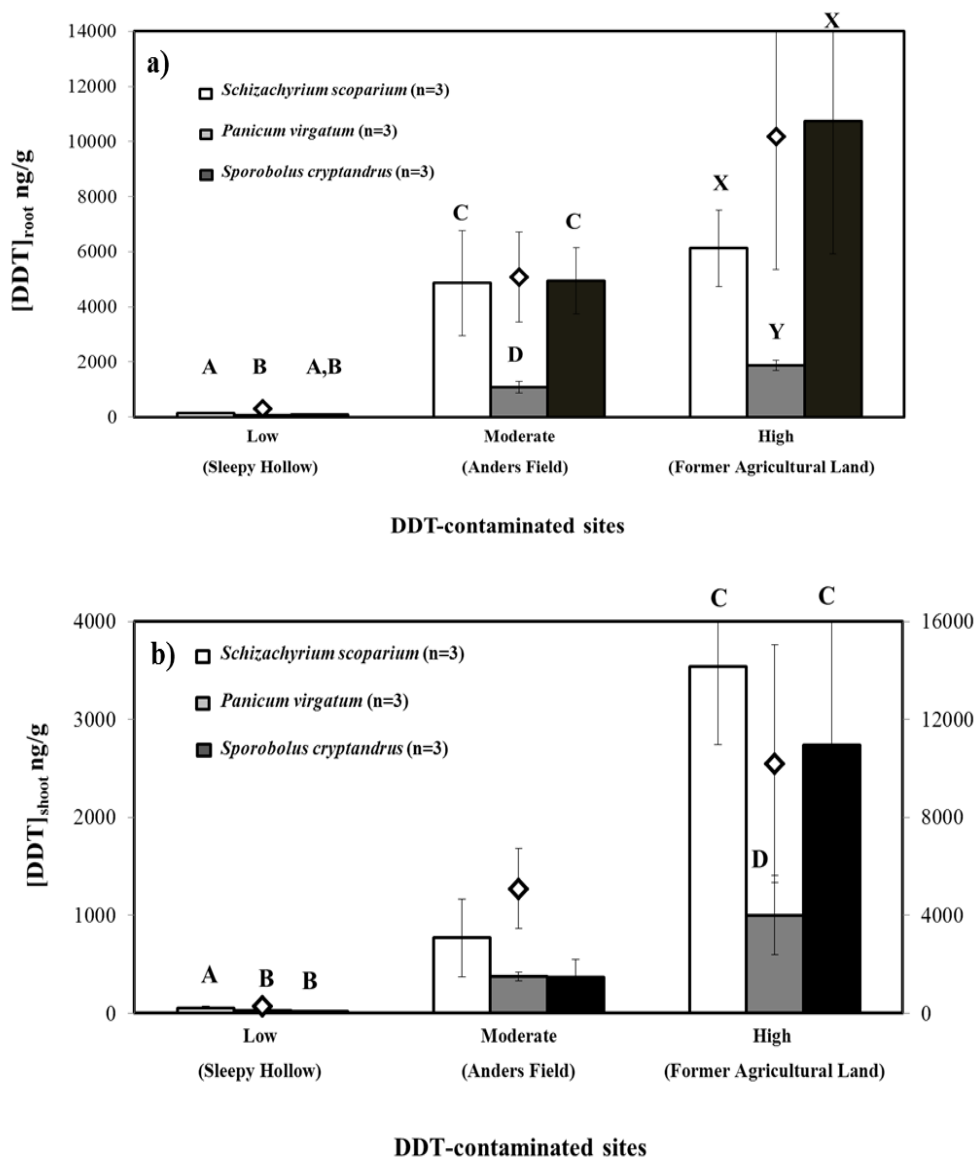 a)
Schizachyrium scoparium (n=3)
Panicum virgatum (n=3)
Sporobolus cryptandrus (n=3)
[DDT]root ng/g
14000
12000
10000
8000
6000
4000
2000
0
A B A,B
C D C
X Y X
Low Moderate High
(Sleepy Hollow) (Anders Field) (Former Agricultural Land)
DDT-contaminated sites
b)
Schizachyrium scoparium (n=3)
Panicum virgatum (n=3)
Sporobolus cryptandrus (n=3)
[DDT]shoot ng/g
4000
3000
2000
1000
0
16000
12000
8000
4000
0
A B B
C D C
Low Moderate High
(Sleepy Hollow) (Anders Field) (Former Agricultural Land)
DDT-contaminated sites